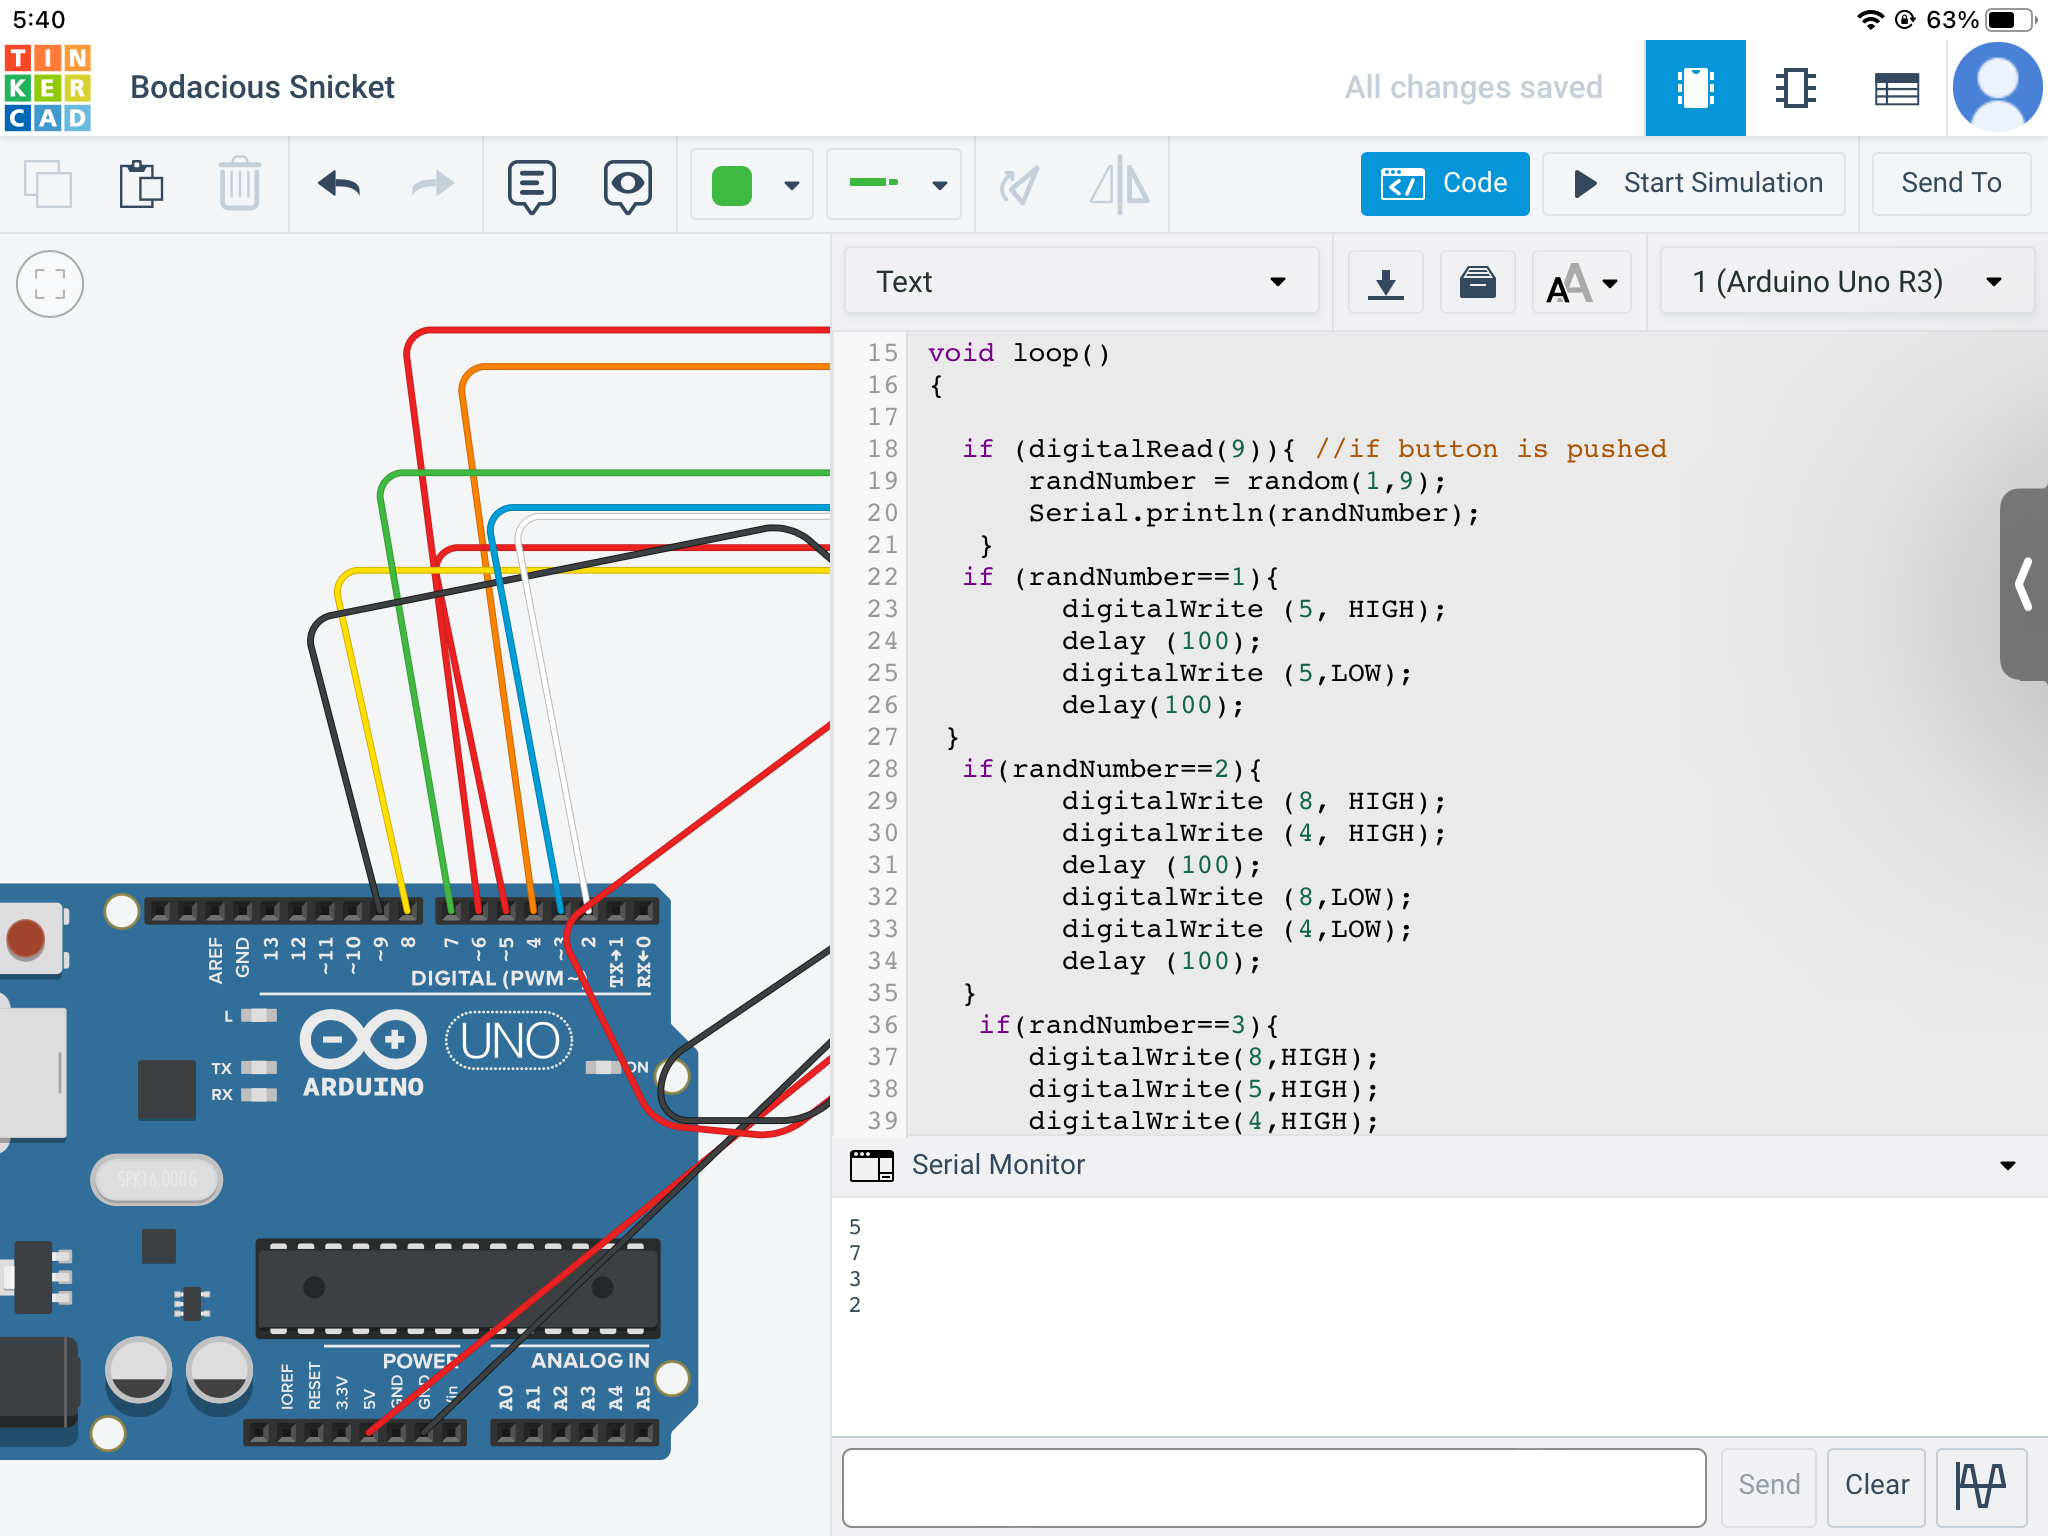 5:40
63%
TIN
KER
CAD
Bodacious Snicket
All changes saved
Code
Start Simulation
Send To
Text
AA
1 (Arduino Uno R3)
15 void loop()
16 {
17
18 if (digitalRead(9)){ //if button is pushed
19 randNumber = random(1,9);
20 Serial.println(randNumber);
21 }
22 if (randNumber==1){
23 digitalWrite (5, HIGH);
24 delay (100);
25 digitalWrite (5,LOW);
26 delay(100);
27 }
28 if(randNumber==2){
29 digitalWrite (8, HIGH);
30 digitalWrite (4, HIGH);
31 delay (100);
32 digitalWrite (8,LOW);
33 digitalWrite (4,LOW);
34 delay (100);
35 }
36 if(randNumber==3){
37 digitalWrite(8,HIGH);
38 digitalWrite(5,HIGH);
39 digitalWrite(4,HIGH);
Serial Monitor
5
7
3
2
Send
Clear
AREF
GND
13
12
~11
~10
~9
8
7
~6
~5
4
~3
2
TX→1
RX←0
DIGITAL (PWM ~
L
TX
RX
ARDUINO
UNO
ON
SPK16.000G
IOREF
RESET
3.3V
5V
GND
GND
POWER
ANALOG IN
A0
A1
A2
A3
A4
A5